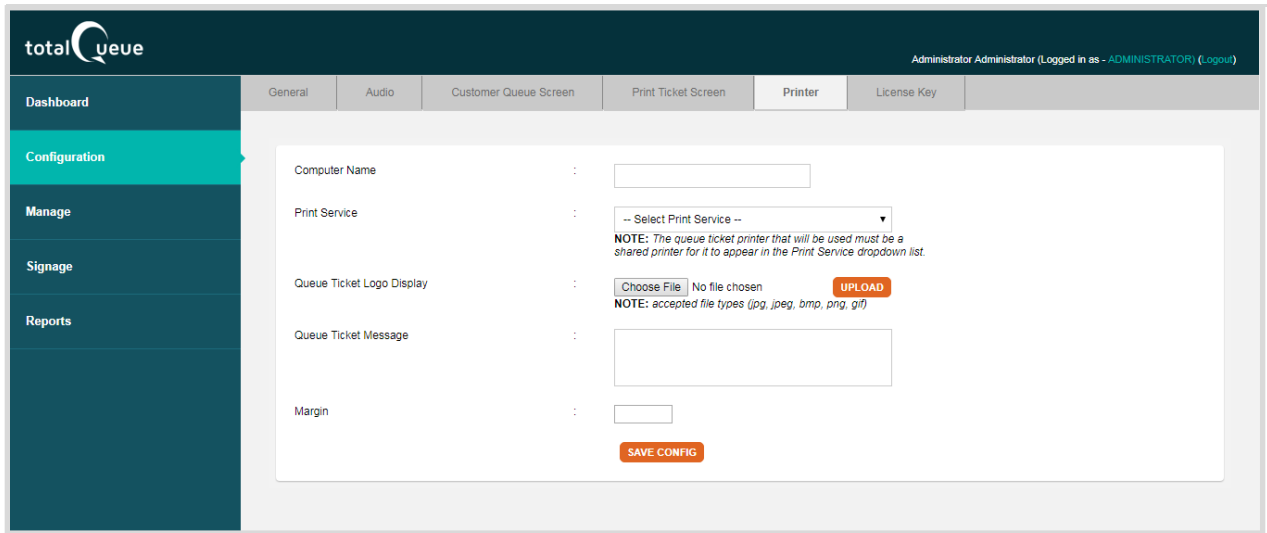 totalQueue
Administrator Administrator (Logged in as - ADMINISTRATOR) (Logout)
Dashboard
Configuration
Manage
Signage
Reports
General Audio Customer Queue Screen Print Ticket Screen Printer License Key
Computer Name :
Print Service : -- Select Print Service --
NOTE: The queue ticket printer that will be used must be a
shared printer for it to appear in the Print Service dropdown list.
Queue Ticket Logo Display : Choose File No file chosen UPLOAD
NOTE: accepted file types (jpg, jpeg, bmp, png, gif)
Queue Ticket Message :
Margin :
SAVE CONFIG